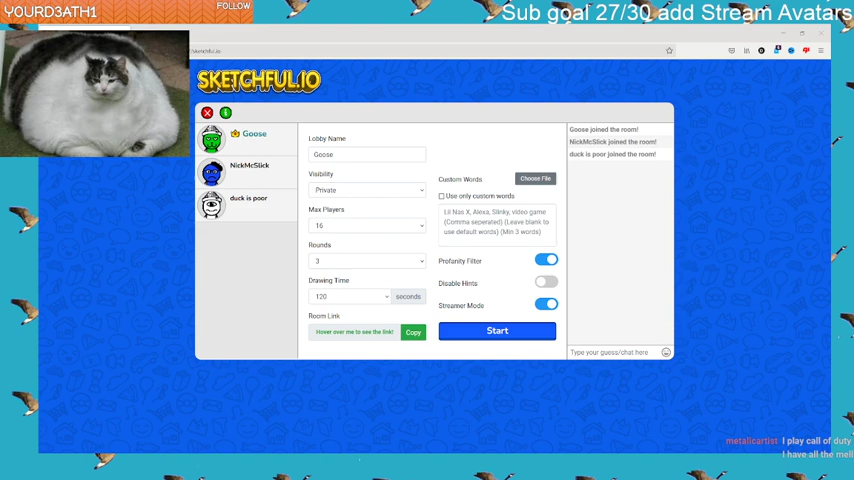 YOURD3ATH1
FOLLOW
Sub goal 27/30 add Stream Avatars
SKETCHFUL.IO
Goose
NickMcSlick
duck is poor
Lobby Name
Goose
Visibility
Private
Max Players
16
Rounds
3
Drawing Time
120
seconds
Room Link
Hover over me to see the link!
Copy
Custom Words
Choose File
Use only custom words
Lil Nas X, Alexa, Slinky, video game
(Comma seperated) (Leave blank to
use default words) (Min 3 words)
Profanity Filter
Disable Hints
Streamer Mode
Start
Goose joined the room!
NickMcSlick joined the room!
duck is poor joined the room!
Type your guess/chat here
metalicartist I play call of duty
I have all the mell